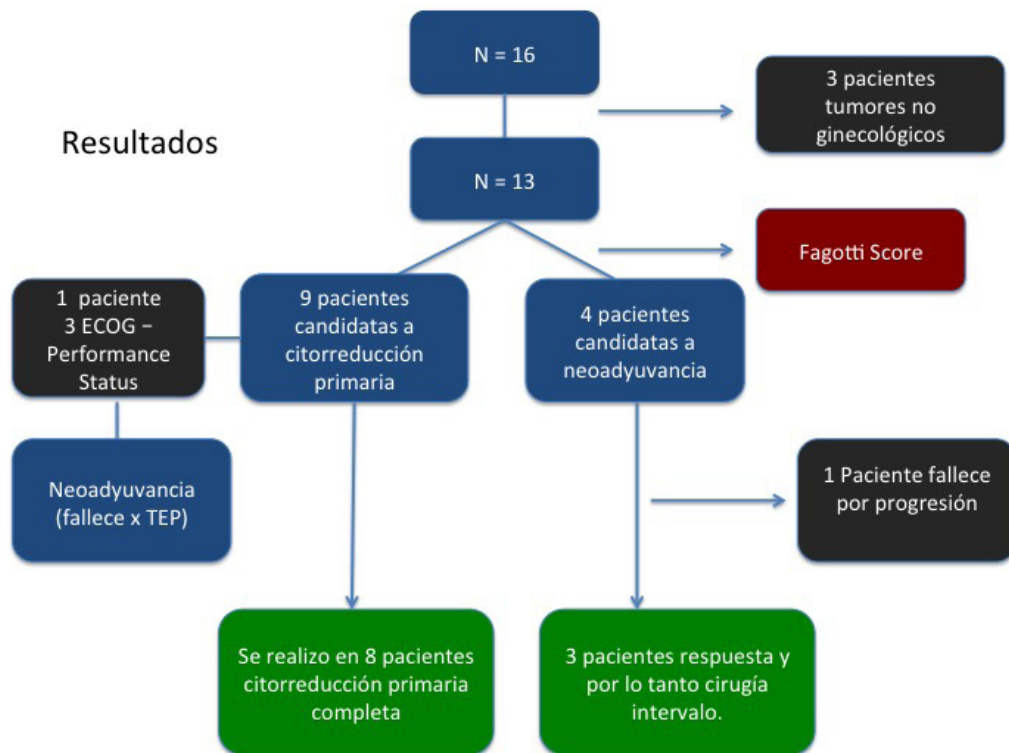 N = 16
3 pacientes
tumores no
ginecológicos
Resultados
N = 13
Fagotti Score
1 paciente
3 ECOG –
Performance
Status
9 pacientes
candidatas a
citorreducción
primaria
4 pacientes
candidatas a
neoadyuvancia
Neoadyuvancia
(fallece x TEP)
1 Paciente fallece
por progresión
Se realizo en 8 pacientes
citorreducción primaria
completa
3 pacientes respuesta y
por lo tanto cirugía
intervalo.